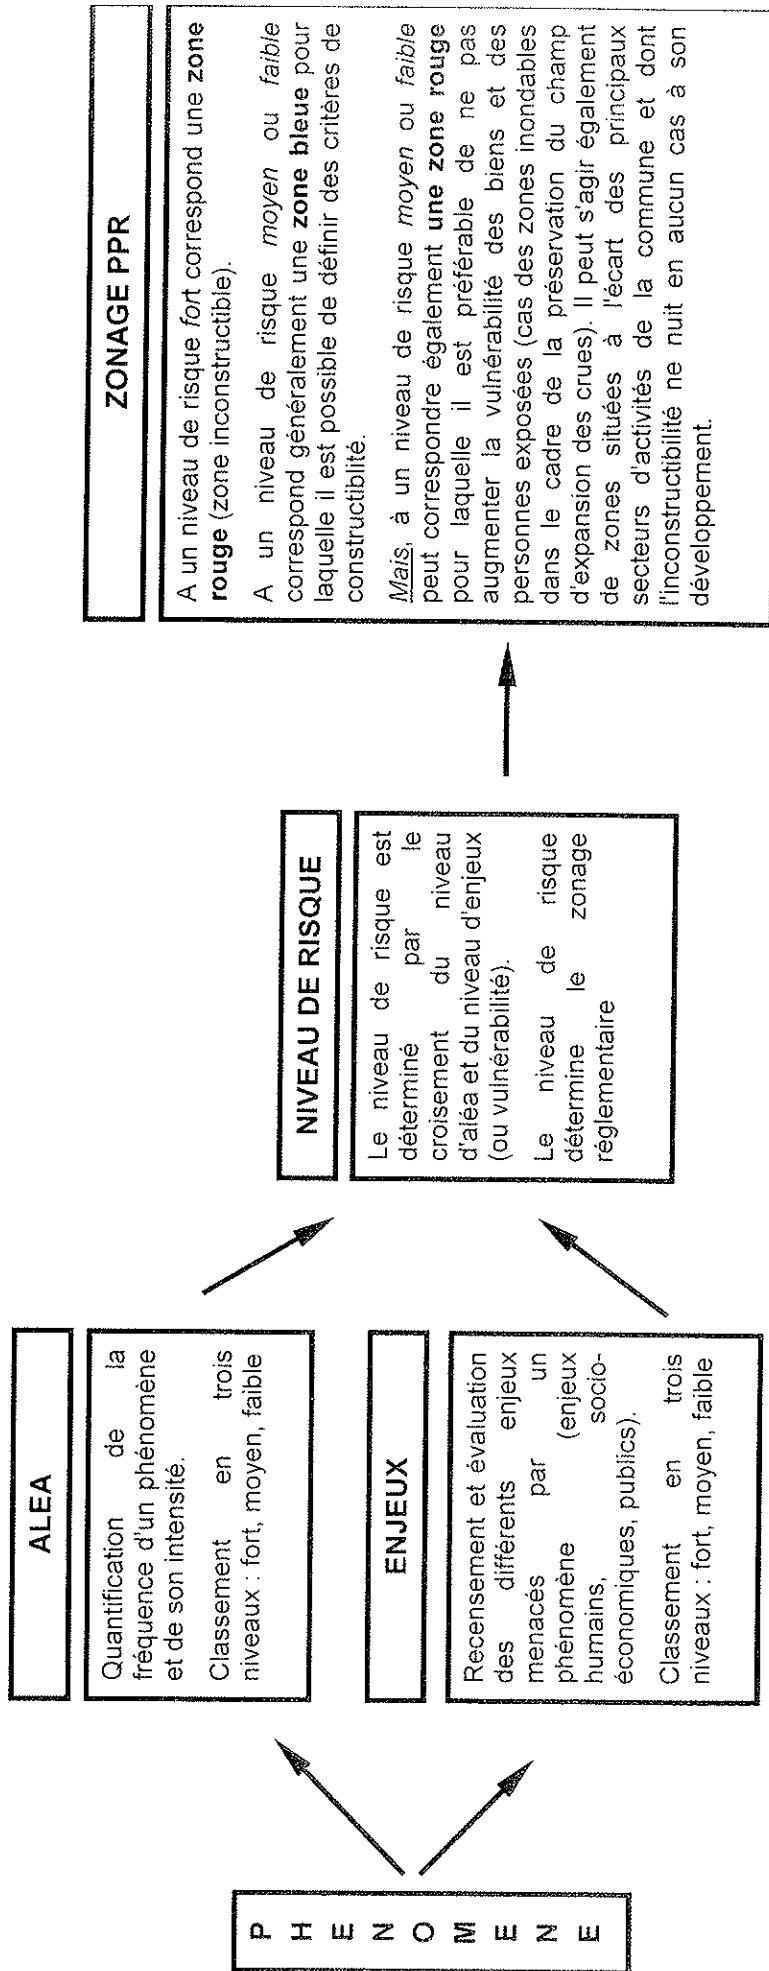 P
H
E
N
O
M
E
N
E
ALEA
Quantification de la
fréquence d'un phénomène
et de son intensité.
Classement en trois
niveaux : fort, moyen, faible
ENJEUX
Recensement et évaluation
des différents enjeux
menacés par un
phénomène (enjeux
humains, socio-
économiques, publics).
Classement en trois
niveaux : fort, moyen, faible
NIVEAU DE RISQUE
Le niveau de risque est
déterminé par le
croisement du niveau
d'aléa et du niveau d'enjeux
(ou vulnérabilité).
Le niveau de risque
détermine le zonage
réglementaire
ZONAGE PPR
A un niveau de risque fort correspond une zone
rouge (zone inconstructible).
A un niveau de risque moyen ou faible
correspond généralement une zone bleue pour
laquelle il est possible de définir des critères de
constructiblité.
Mais, à un niveau de risque moyen ou faible
peut correspondre également une zone rouge
pour laquelle il est préférable de ne pas
augmenter la vulnérabilité des biens et des
personnes exposées (cas des zones inondables
dans le cadre de la préservation du champ
d'expansion des crues). Il peut s'agir également
de zones situées à l'écart des principaux
secteurs d'activités de la commune et dont
l'inconstructibilité ne nuit en aucun cas à son
développement.